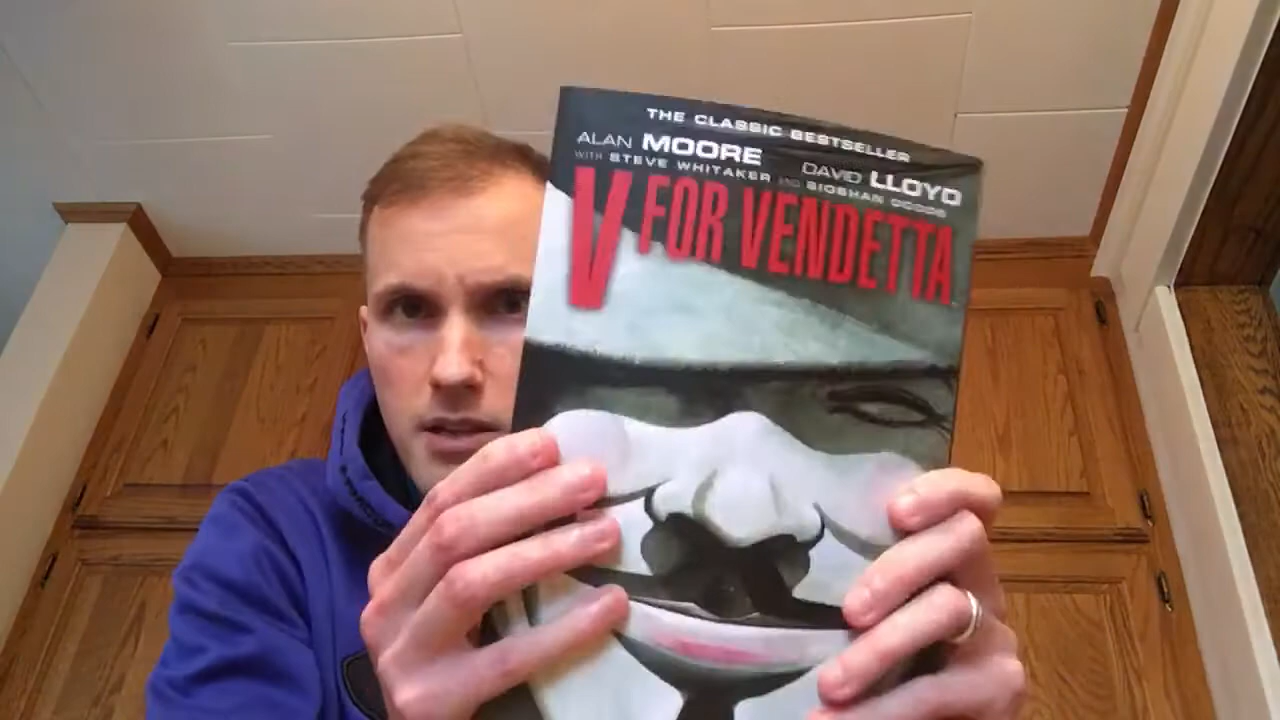 THE CLASSIC BESTSELLER
ALAN MOORE DAVID LLOYD
WITH STEVE WHITAKER AND SIOBHAN DODDS
V FOR VENDETTA